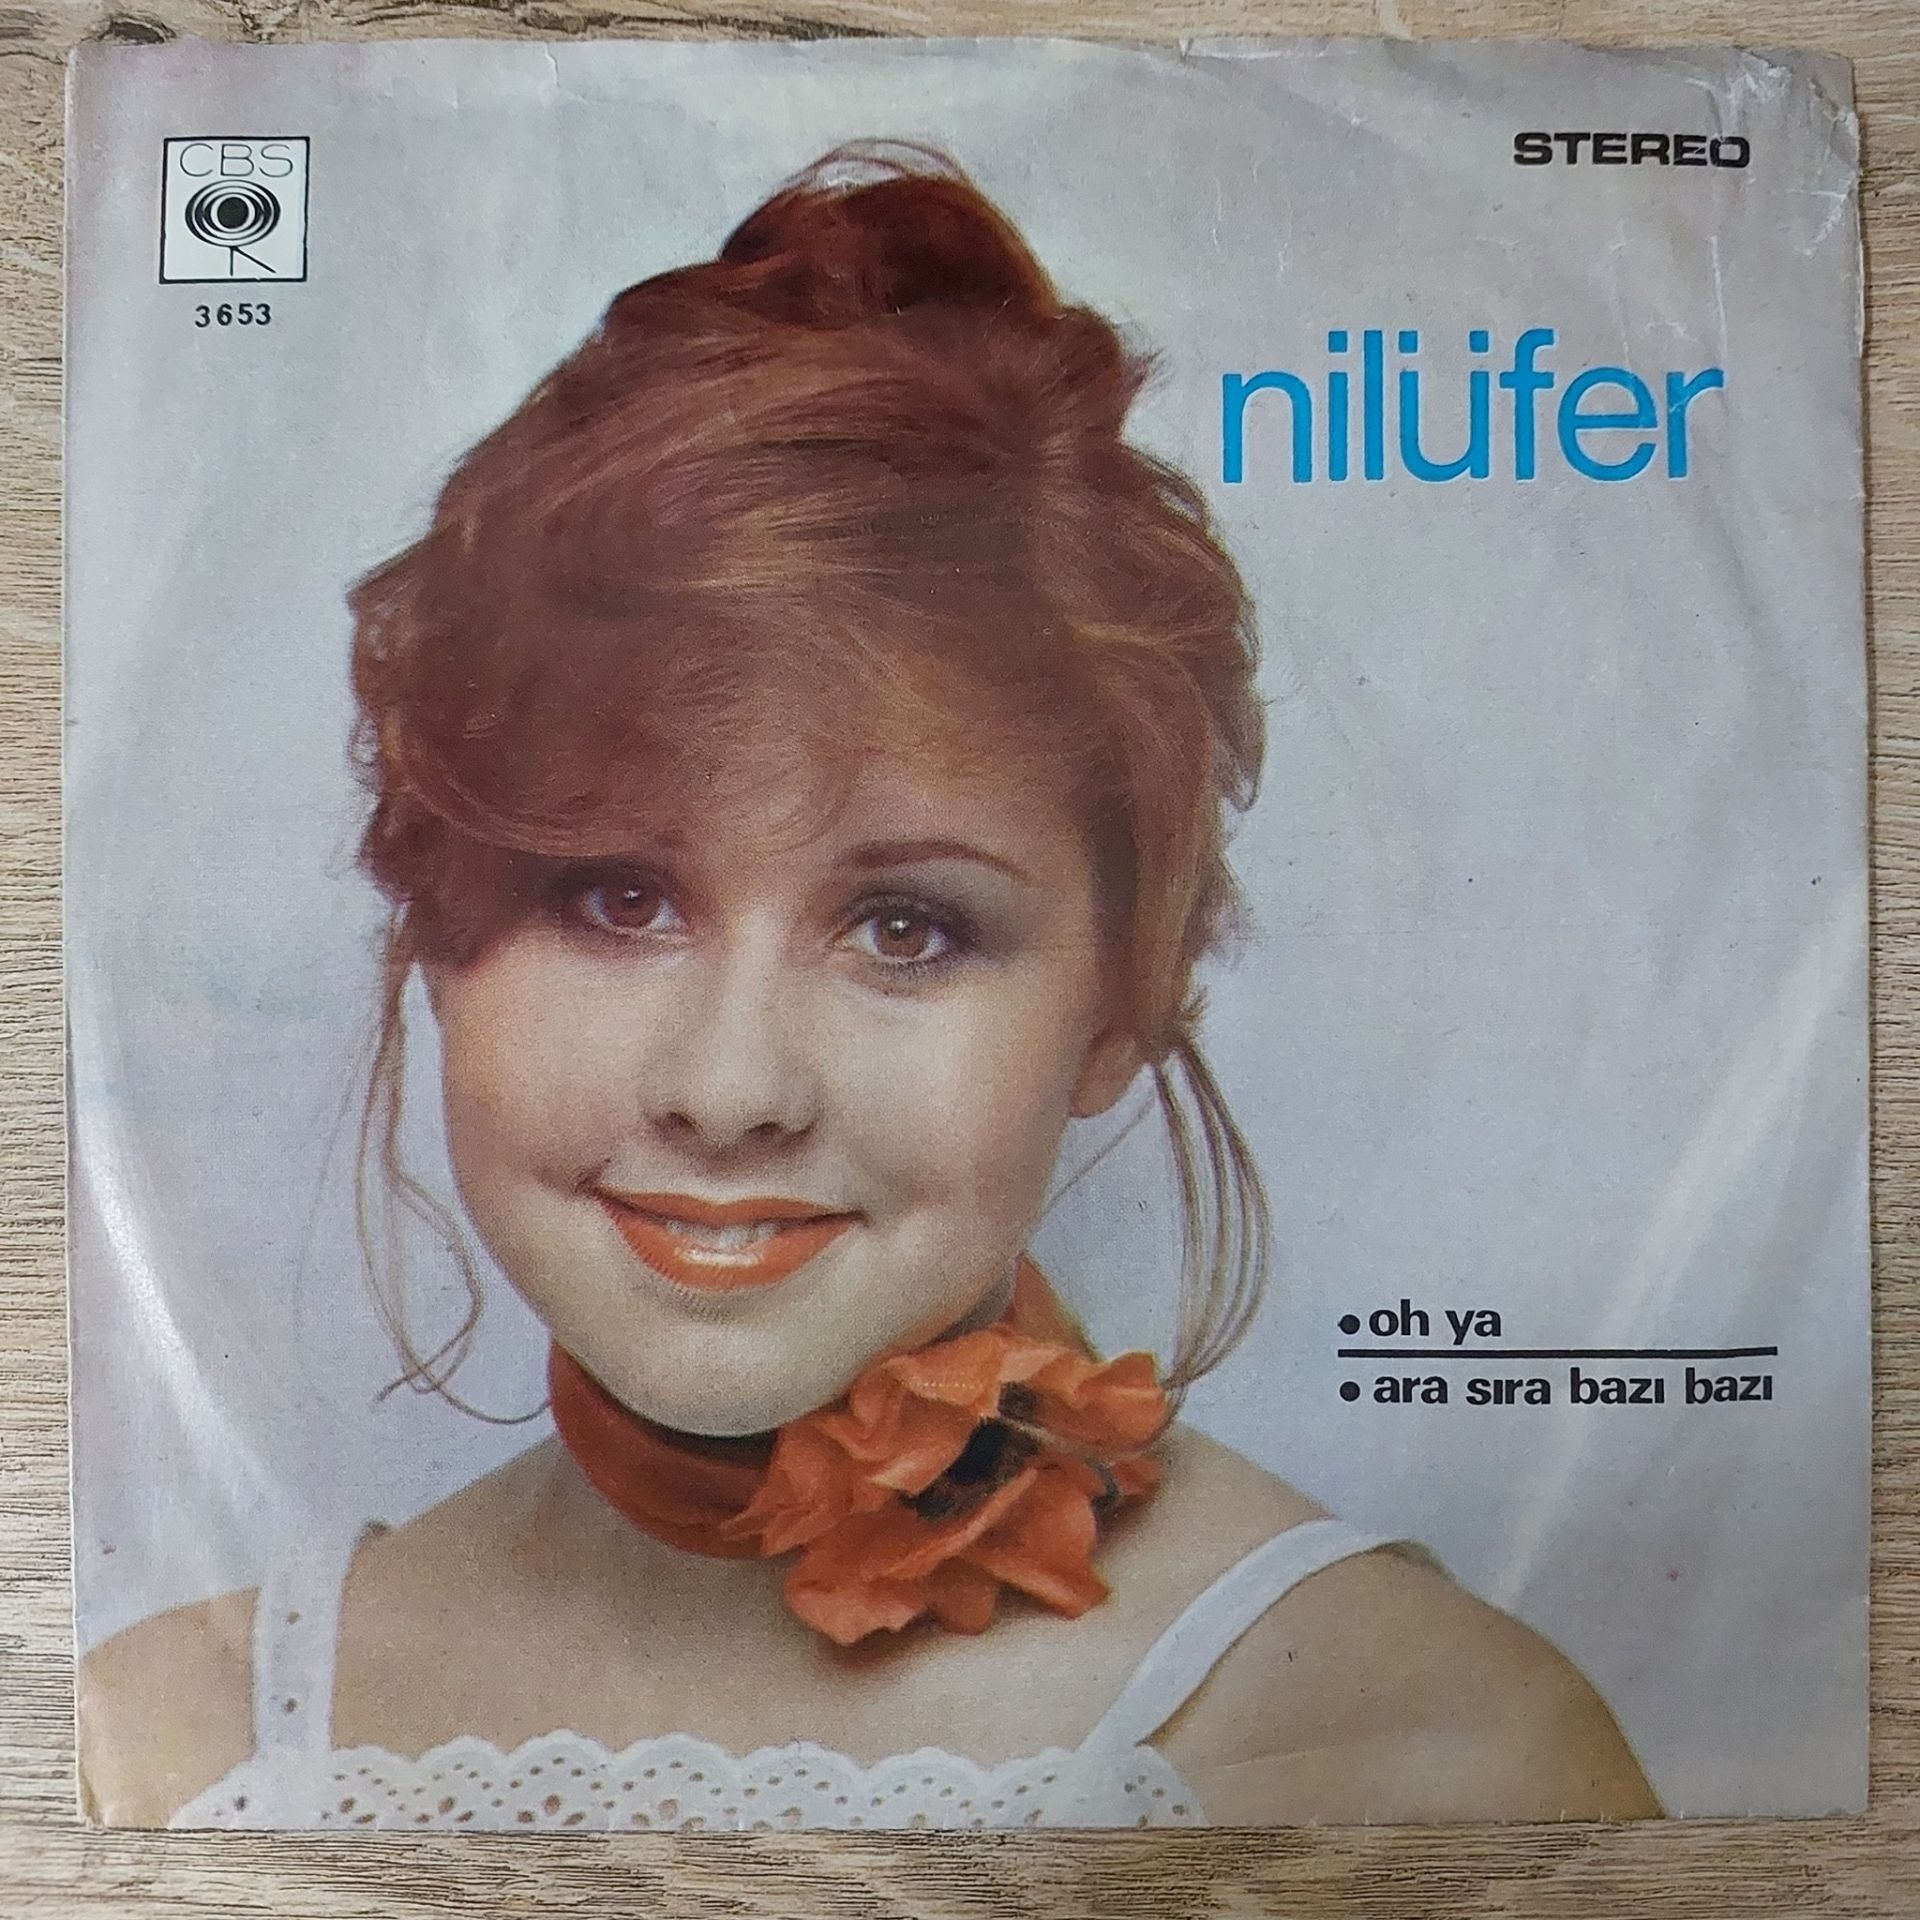 CBS
3653
STEREO
nilüfer
• oh ya
• ara sıra bazı bazı